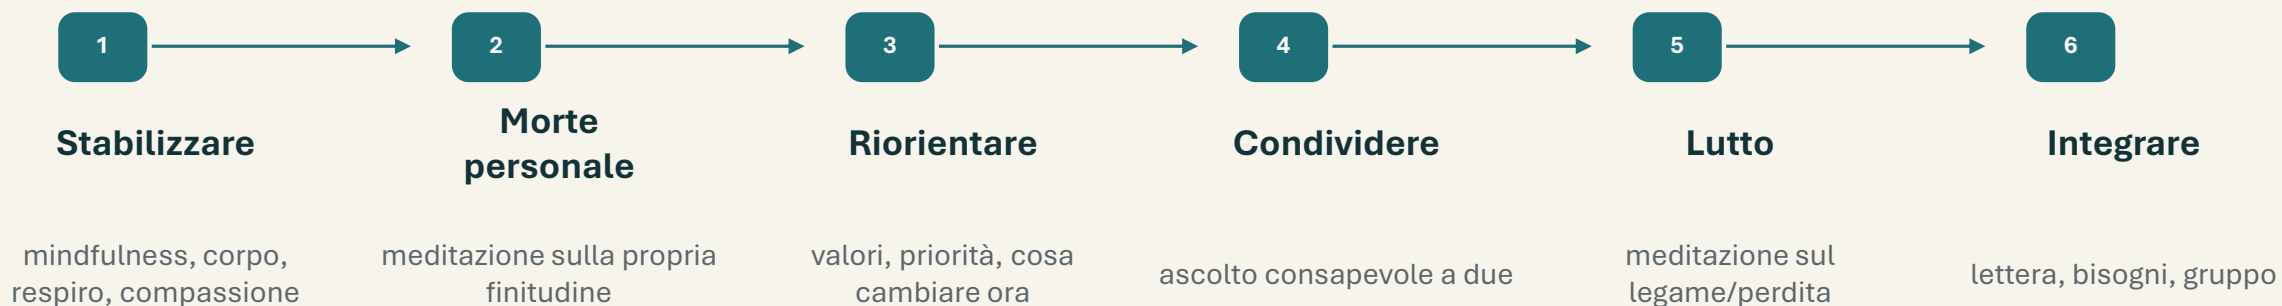 1
Stabilizzare
mindfulness, corpo,
respiro, compassione
2
Morte
personale
meditazione sulla propria
finitudine
3
Riorientare
valori, priorità, cosa
cambiare ora
4
Condividere
ascolto consapevole a due
5
Lutto
meditazione sul
legame/perdita
6
Integrare
lettera, bisogni, gruppo